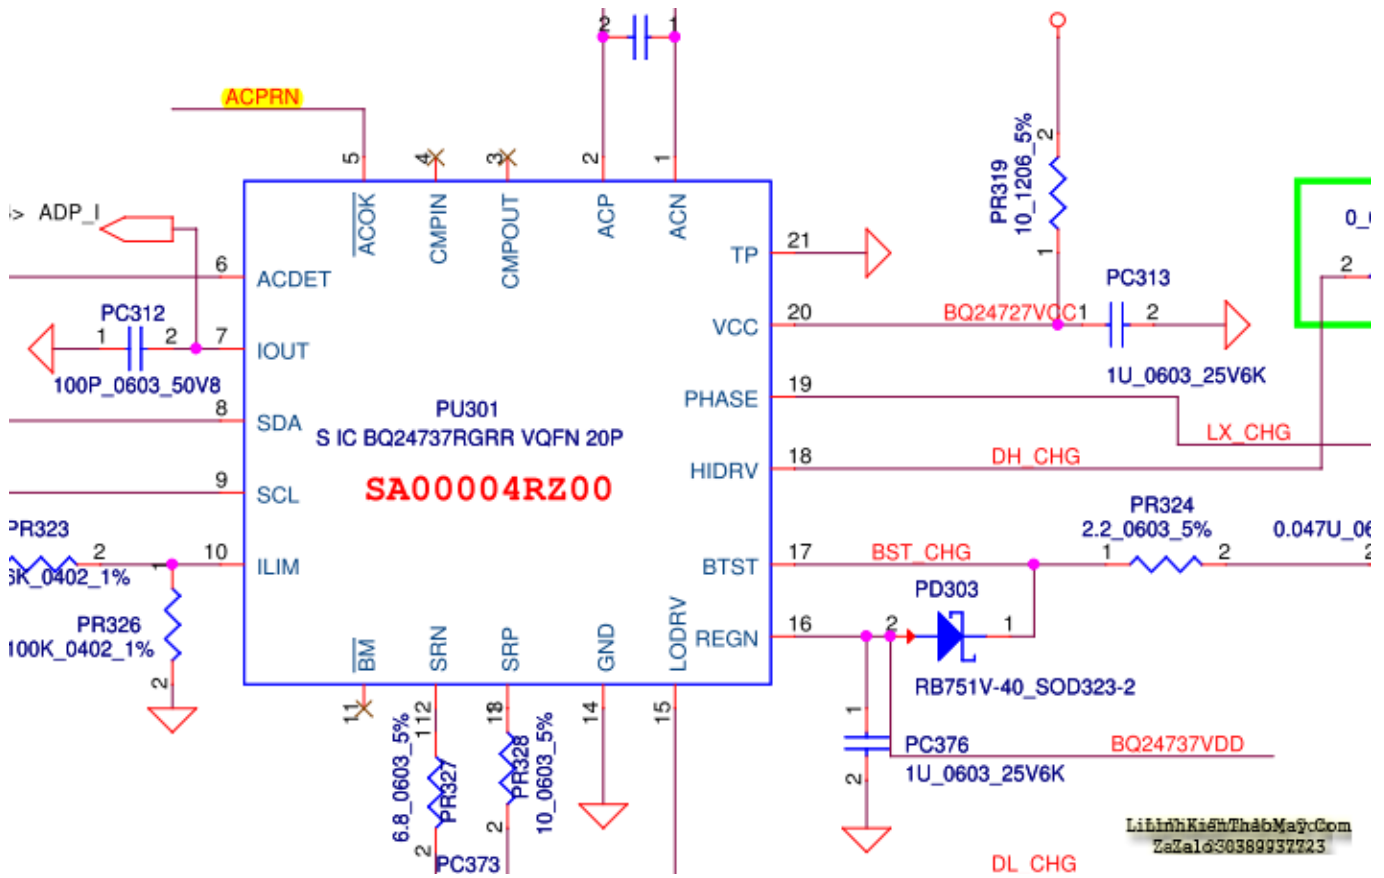 2 1
ACPRN
5 4 3 2 1
ACOK CMPIN CMPOUT ACP ACN
ADP_I
6 ACDET
PC312
1 2 7 IOUT
100P_0603_50V8
8 SDA
9 SCL
PR323
2 10 ILIM
1
PR326
100K_0402_1%
2
PU301
S IC BQ24737RGRR VQFN 20P
SA00004RZ00
2
PR319
10_1206_5%
1
TP 21
PC313
VCC 20 BQ24727VCC 1 2
1U_0603_25V6K
PHASE 19
LX_CHG
HIDRV 18 DH_CHG
2
PR324
2.2_0603_5%
BTST 17 BST_CHG 1 2
PD303
REGN 16 2 1
RB751V-40_SOD323-2
BM SRN SRP GND LODRV
11 12 13 14 15
1
6.8_0603_5%
PR327
2
PR328
10_0603_5%
2
PC373
1
PC376
1U_0603_25V6K
2
BQ24737VDD
DL_CHG